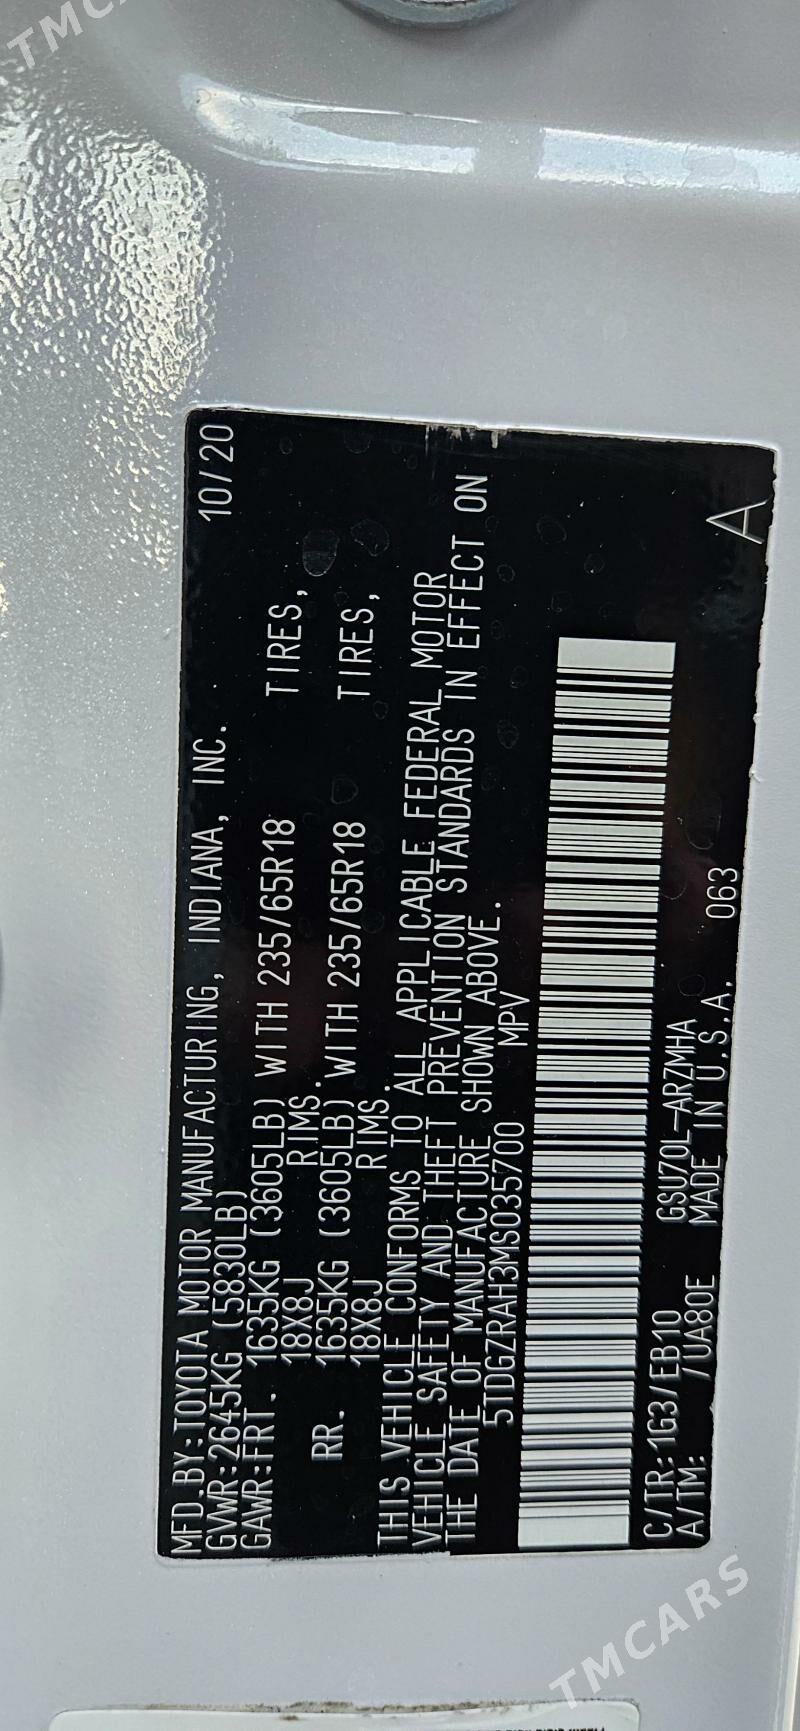 MFD.BY:TOYOTA MOTOR MANUFACTURING, INDIANA, INC. 10/20
GVWR:2645KG (5830LB)
GAWR:FRT. 1635KG (3605LB) WITH 235/65R18 TIRES,
18X8J RIMS.
RR. 1635KG (3605LB) WITH 235/65R18 TIRES,
18X8J RIMS.
THIS VEHICLE CONFORMS TO ALL APPLICABLE FEDERAL MOTOR
VEHICLE SAFETY AND THEFT PREVENTION STANDARDS IN EFFECT ON
THE DATE OF MANUFACTURE SHOWN ABOVE.
5TDGZRAH3MS035700 MPV
C/TR:1G3/EB10 GSU70L-ARZMHA
A/TM: /UA80E MADE IN U.S.A. 063 A
TMCARS